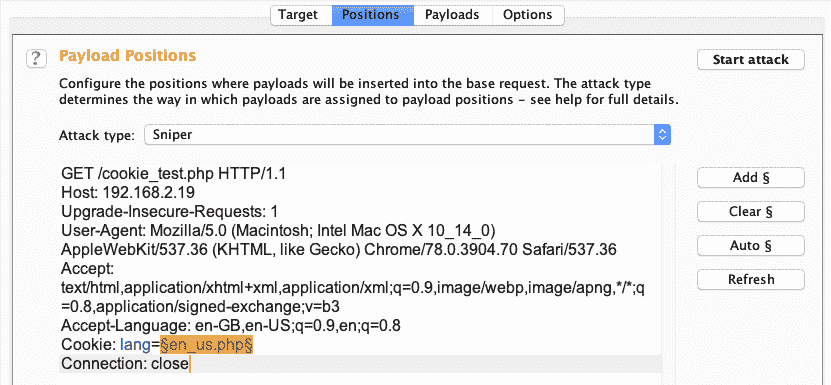 Target Positions Payloads Options
? Payload Positions Start attack
Configure the positions where payloads will be inserted into the base request. The attack type
determines the way in which payloads are assigned to payload positions – see help for full details.
Attack type: Sniper
GET /cookie_test.php HTTP/1.1
Host: 192.168.2.19
Upgrade-Insecure-Requests: 1
User-Agent: Mozilla/5.0 (Macintosh; Intel Mac OS X 10_14_0)
AppleWebKit/537.36 (KHTML, like Gecko) Chrome/78.0.3904.70 Safari/537.36
Accept:
text/html,application/xhtml+xml,application/xml;q=0.9,image/webp,image/apng,*/*;q
=0.8,application/signed-exchange;v=b3
Accept-Language: en-GB,en-US;q=0.9,en;q=0.8
Cookie: lang=§en_us.php§
Connection: close
Add §
Clear §
Auto §
Refresh